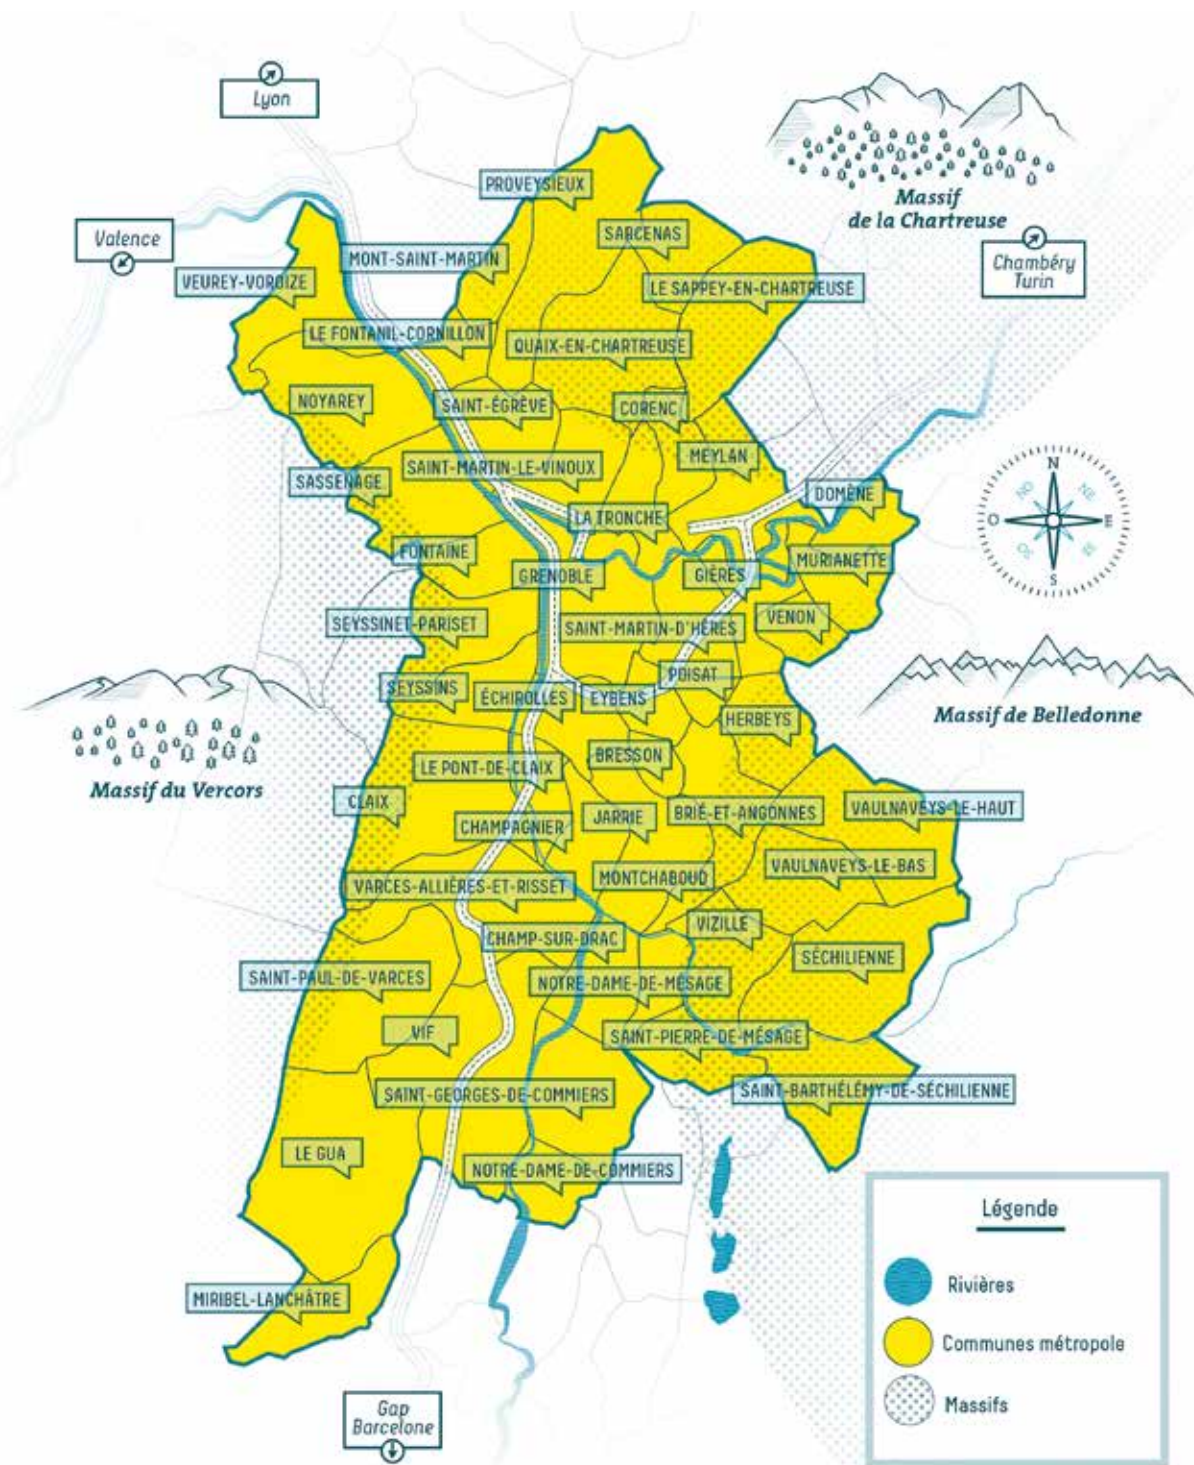 Lyon
PROVEYSIEUX
Massif
de la Chartreuse
SARCENAS
Valence
MONT-SAINT-MARTIN
Chambéry
Turin
VEUREY-VOROIZE
LE SAPPEY-EN-CHARTREUSE
LE FONTANIL-CORNILLON
QUAIX-EN-CHARTREUSE
NOYAREY
SAINT-ÉGRÈVE
CORENC
MEYLAN
SAINT-MARTIN-LE-VINOUX
SASSENAGE
DOMÈNE
N
NO
NE
O
E
SO
SE
S
LA TRONCHE
FONTAINE
GRENOBLE
GIÈRES
MURIANETTE
SEYSSINET-PARISET
SAINT-MARTIN-D'HÈRES
VENON
POISAT
SEYSSINS
ÉCHIROLLES
EYBENS
HERBEYS
Massif de Belledonne
BRESSON
LE PONT-DE-CLAIX
Massif du Vercors
CLAIX
JARRIE
BRIÉ-ET-ANGONNES
VAULNAVEYS-LE-HAUT
CHAMPAGNIER
VAULNAVEYS-LE-BAS
MONTCHABOUD
VARCES-ALLIÈRES-ET-RISSET
VIZILLE
CHAMP-SUR-DRAC
SÉCHILIENNE
SAINT-PAUL-DE-VARCES
NOTRE-DAME-DE-MÉSAGE
VIF
SAINT-PIERRE-DE-MÉSAGE
SAINT-GEORGES-DE-COMMIERS
SAINT-BARTHÉLÉMY-DE-SÉCHILIENNE
LE GUA
NOTRE-DAME-DE-COMMIERS
MIRIBEL-LANCHÂTRE
Gap
Barcelone
Légende
Rivières
Communes métropole
Massifs